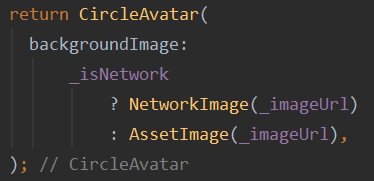 return CircleAvatar(
backgroundImage:
_isNetwork
? NetworkImage(_imageUrl)
: AssetImage(_imageUrl),
); // CircleAvatar